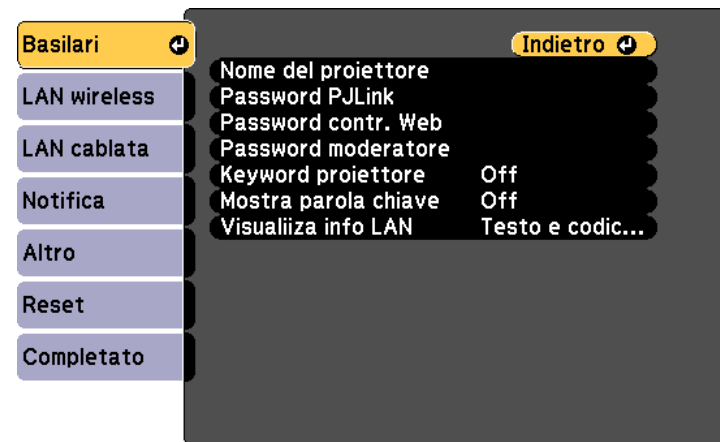 Basilari
LAN wireless
LAN cablata
Notifica
Altro
Reset
Completato
Indietro
Nome del proiettore
Password PJLink
Password contr. Web
Password moderatore
Keyword proiettore Off
Mostra parola chiave Off
Visualiiza info LAN Testo e codic...